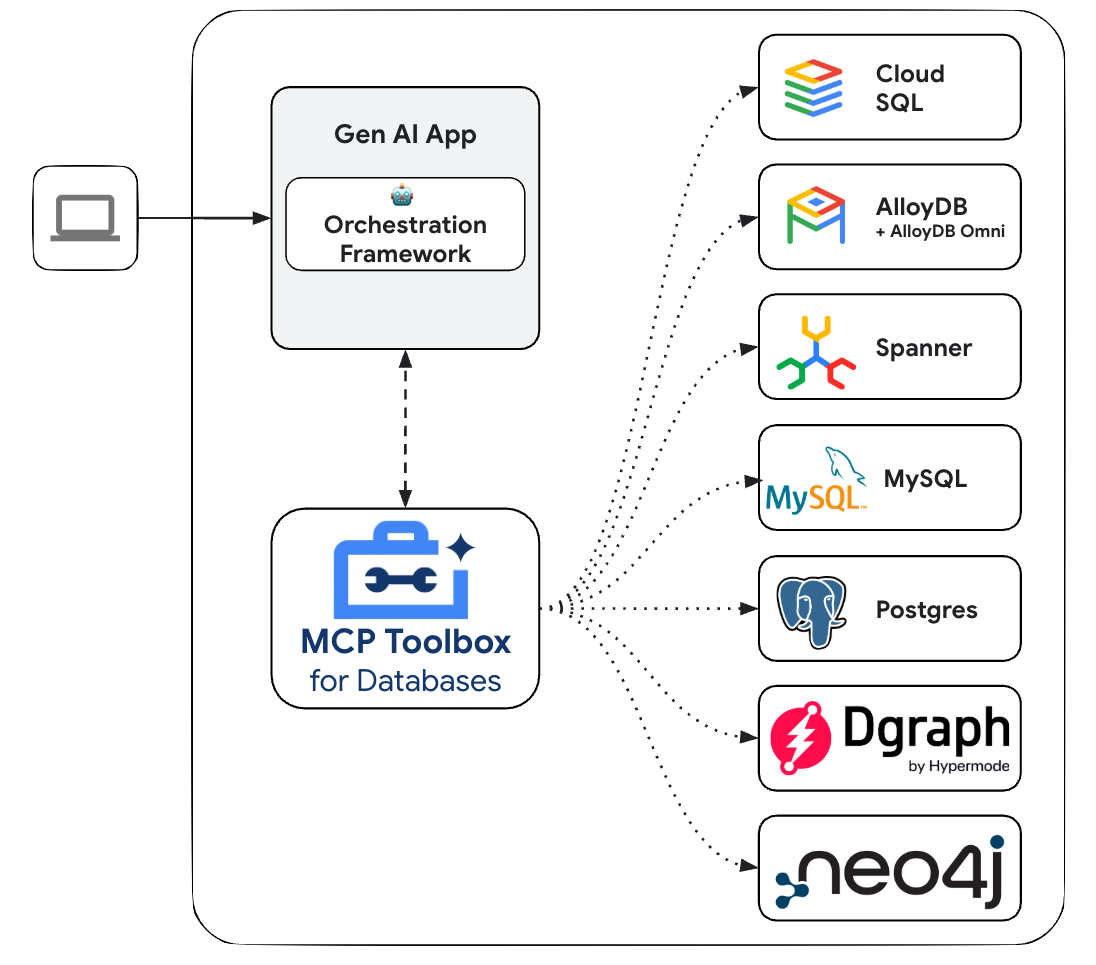 Gen AI App
Orchestration
Framework
MCP Toolbox
for Databases
Cloud
SQL
AlloyDB
+ AlloyDB Omni
Spanner
MySQL™
MySQL
Postgres
Dgraph
by Hypermode
neo4j